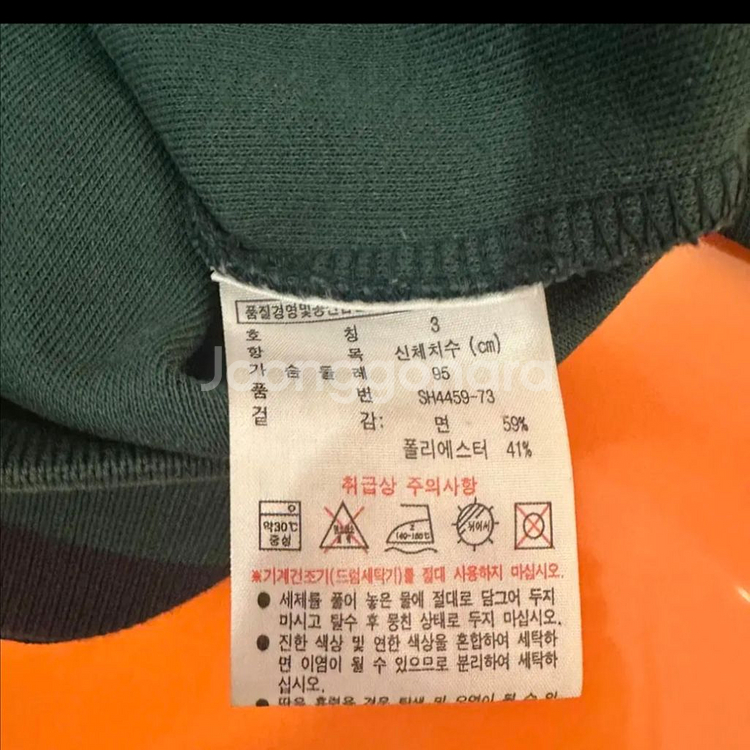 품질경영및공산품
호 칭 3
항 목 신체치수 (cm)
가 슴 둘 레 95
품 번 SH4459-73
겉 감: 면 59%
폴리에스터 41%
취급상 주의사항
약30℃
중성
2
140-160℃
뉘어서
※기계건조기(드럼세탁기)를 절대 사용하지 마십시오.
● 세제를 풀어 놓은 물에 절대로 담그어 두지
마시고 탈수 후 뭉친 상태로 두지 마십시오.
● 진한 색상 및 연한 색상을 혼합하여 세탁하
면 이염이 될 수 있으므로 분리하여 세탁하
십시오.
Joonggonara